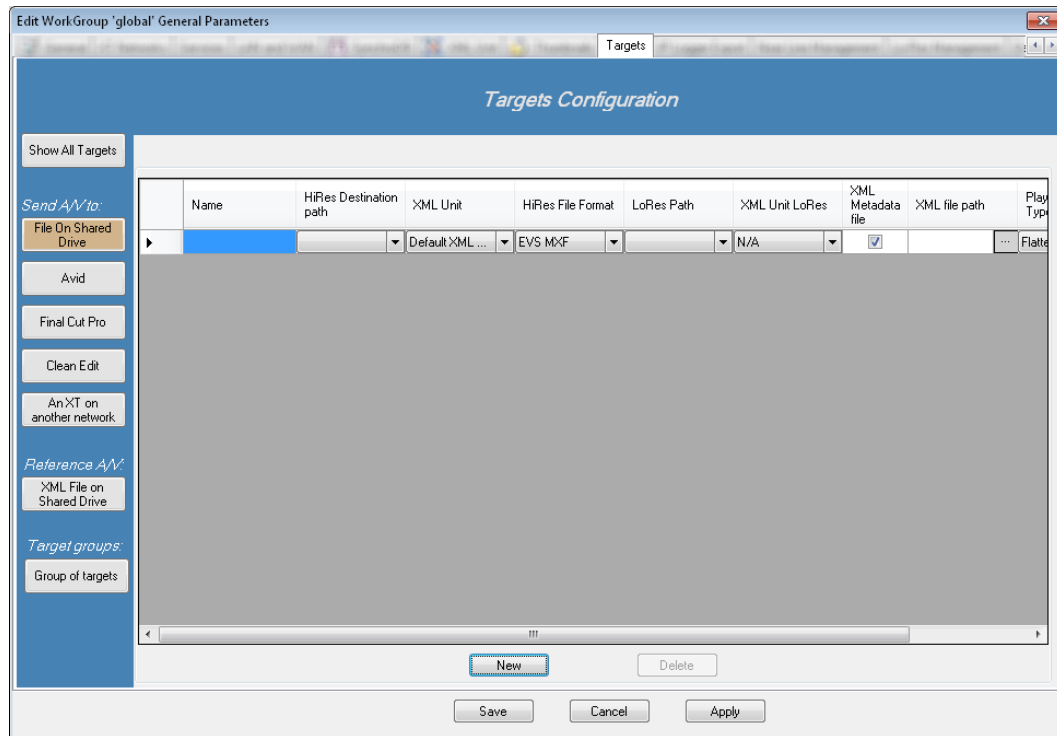 Edit WorkGroup 'global' General Parameters
Targets
Targets Configuration
Show All Targets
Send A/V to:
File On Shared
Drive
Avid
Final Cut Pro
Clean Edit
An XT on
another network
Reference A/V:
XML File on
Shared Drive
Target groups:
Group of targets
Name
HiRes Destination
path
XML Unit
HiRes File Format
LoRes Path
XML Unit LoRes
XML
Metadata
file
XML file path
Play
Type
Default XML ...
EVS MXF
N/A
...
Flatte
New
Delete
Save
Cancel
Apply